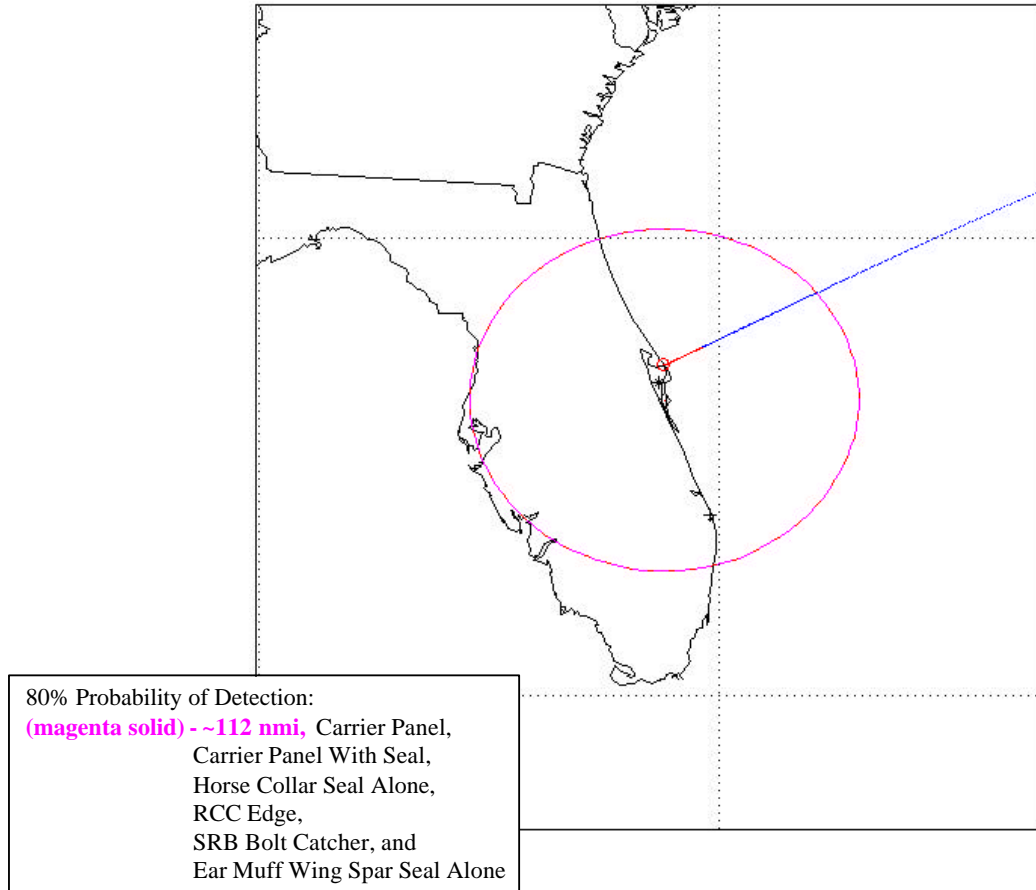 80% Probability of Detection:
(magenta solid) - ~112 nmi, Carrier Panel,
Carrier Panel With Seal,
Horse Collar Seal Alone,
RCC Edge,
SRB Bolt Catcher, and
Ear Muff Wing Spar Seal Alone